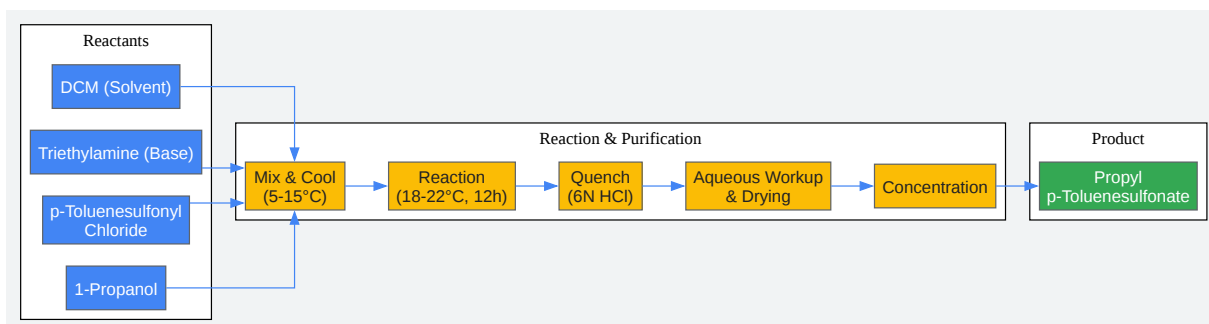 Reactants
DCM (Solvent)
Triethylamine (Base)
p-Toluenesulfonyl
Chloride
1-Propanol
Reaction & Purification
Mix & Cool
(5-15°C)
Reaction
(18-22°C, 12h)
Quench
(6N HCl)
Aqueous Workup
& Drying
Concentration
Product
Propyl
p-Toluenesulfonate